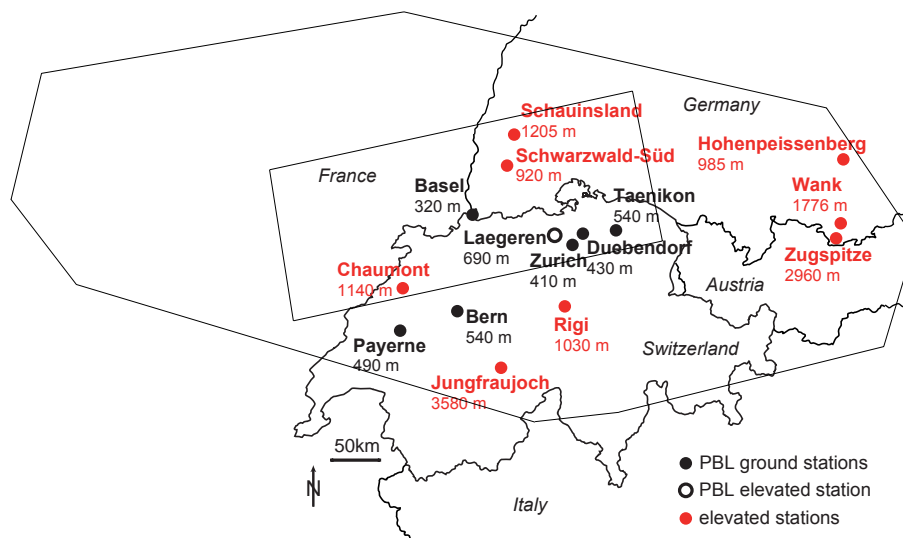 Germany
Schauinsland
1205 m
Hohenpeissenberg
985 m
Schwarzwald-Süd
920 m
France
Basel
320 m
Taenikon
540 m
Wank
1776 m
Laegeren
690 m
Zurich
410 m
Duebendorf
430 m
Zugspitze
2960 m
Chaumont
1140 m
Austria
Bern
540 m
Rigi
1030 m
Payerne
490 m
Switzerland
Jungfraujoch
3580 m
50km
N
Italy
PBL ground stations
PBL elevated station
elevated stations